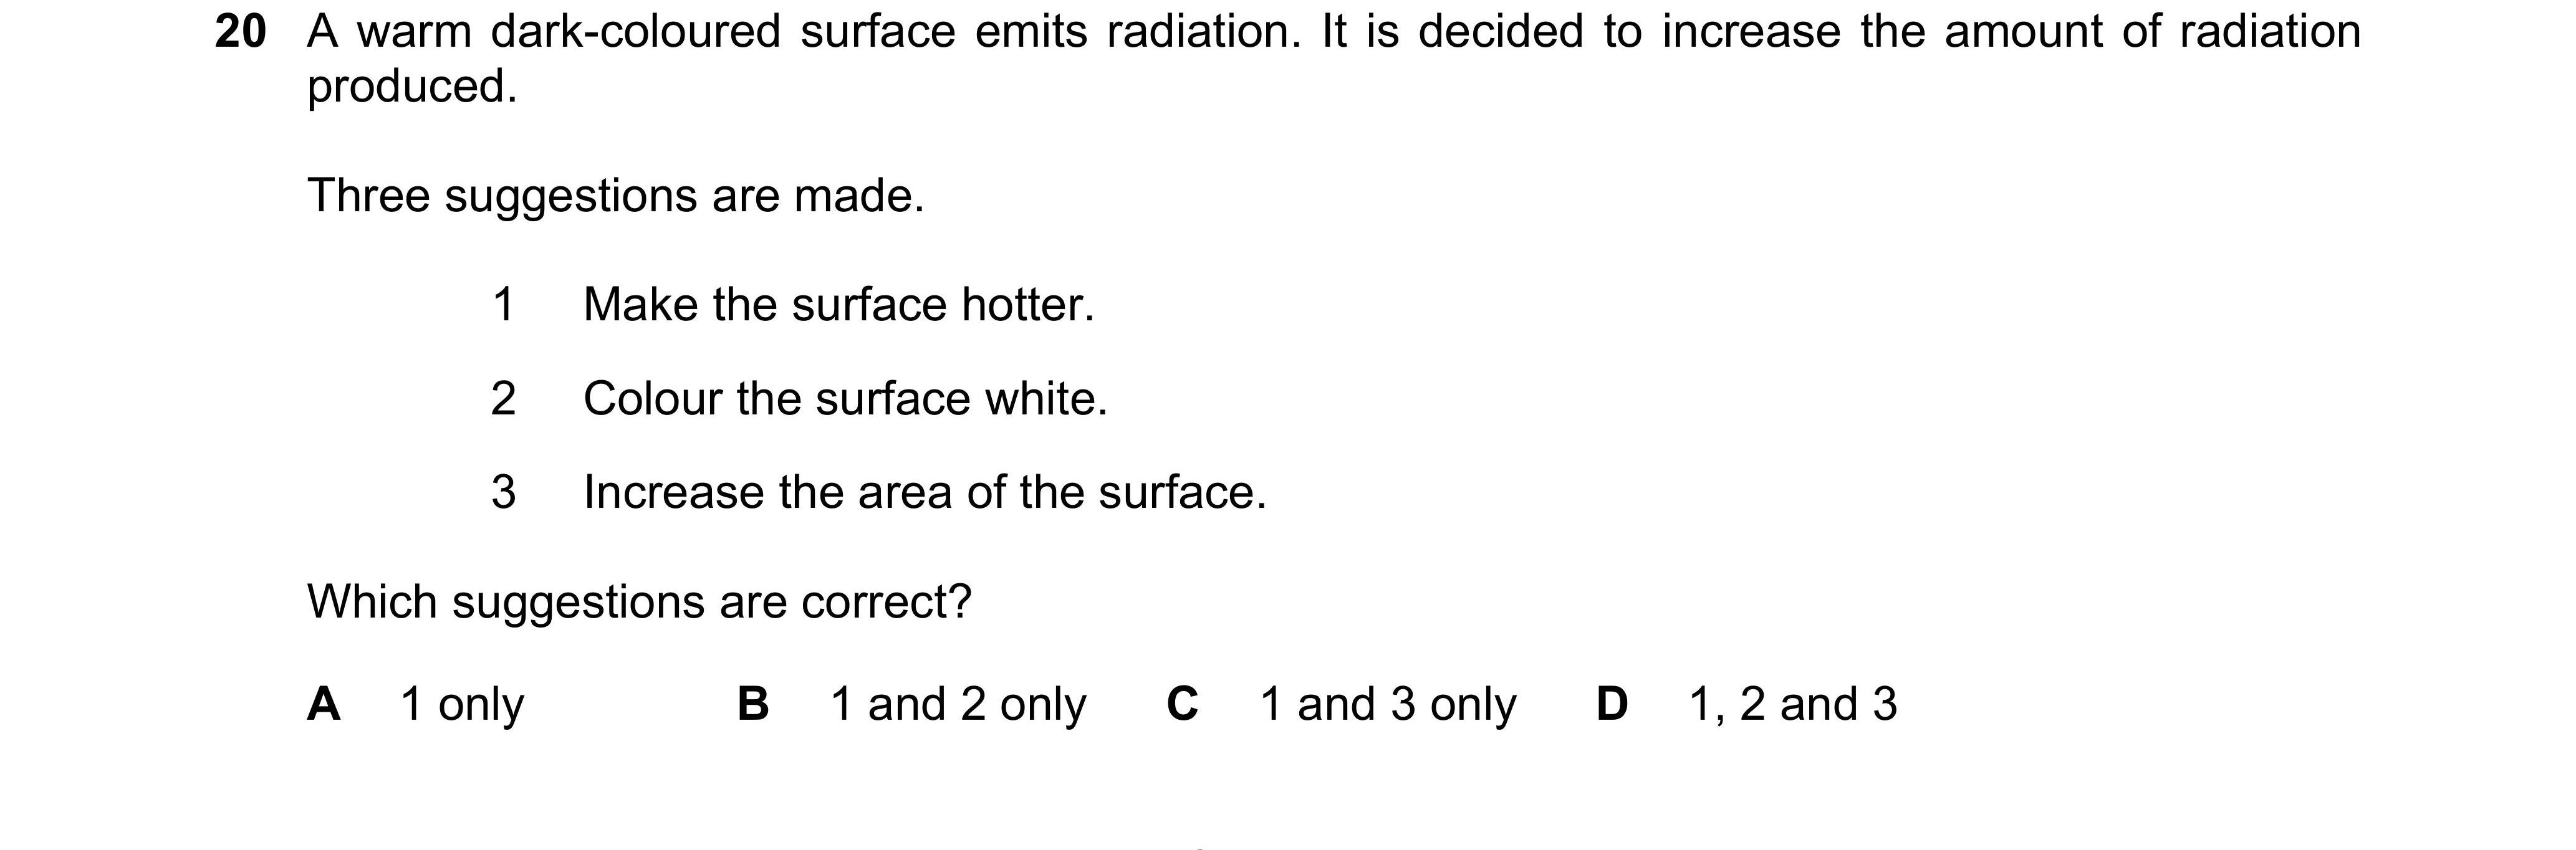 20 A warm dark-coloured surface emits radiation. It is decided to increase the amount of radiation
produced.
Three suggestions are made.
1 Make the surface hotter.
2 Colour the surface white.
3 Increase the area of the surface.
Which suggestions are correct?
A 1 only B 1 and 2 only C 1 and 3 only D 1, 2 and 3